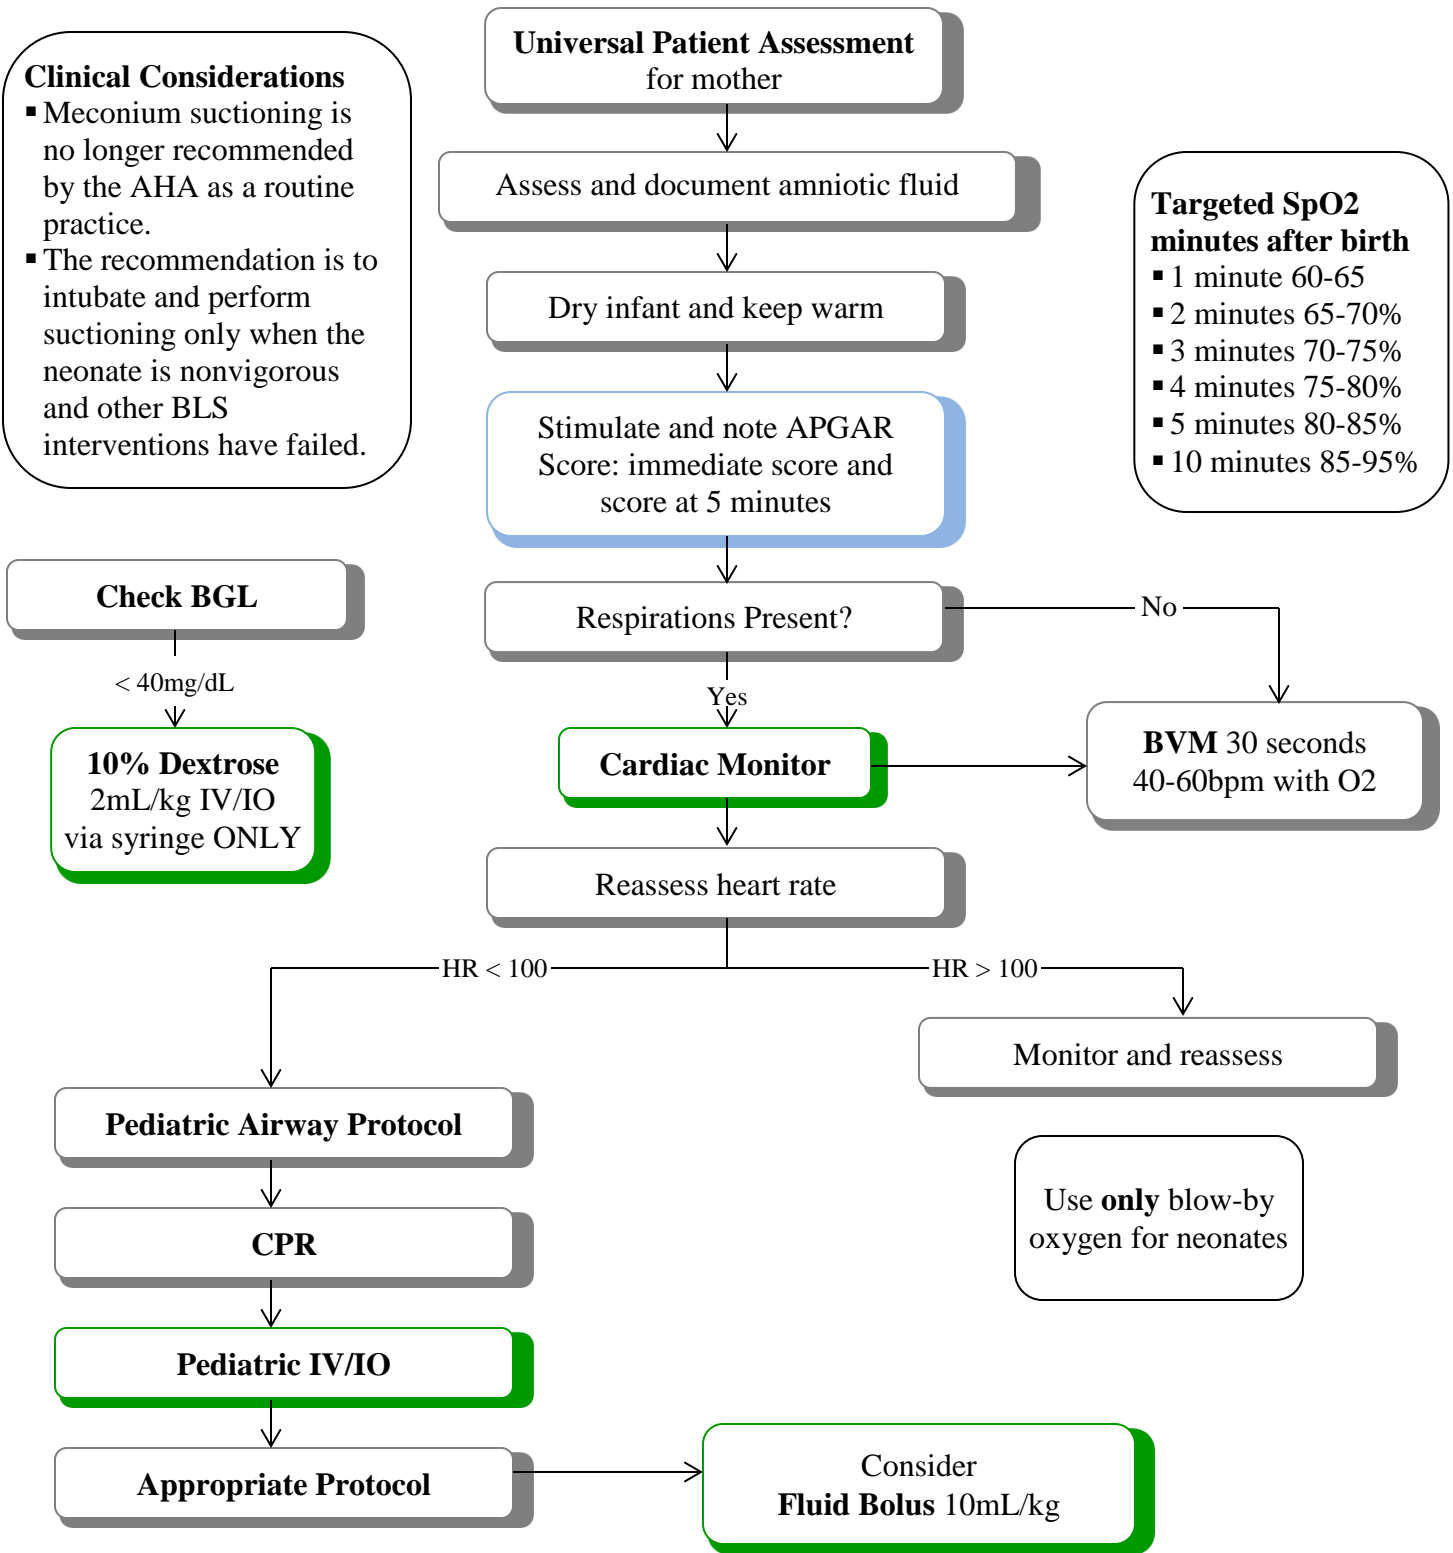 Universal Patient Assessment
for mother
Clinical Considerations
▪ Meconium suctioning is
no longer recommended
by the AHA as a routine
practice.
▪ The recommendation is to
intubate and perform
suctioning only when the
neonate is nonvigorous
and other BLS
interventions have failed.
Assess and document amniotic fluid
Targeted SpO2
minutes after birth
▪ 1 minute 60-65
▪ 2 minutes 65-70%
▪ 3 minutes 70-75%
▪ 4 minutes 75-80%
▪ 5 minutes 80-85%
▪ 10 minutes 85-95%
Dry infant and keep warm
Stimulate and note APGAR
Score: immediate score and
score at 5 minutes
Check BGL
< 40mg/dL
10% Dextrose
2mL/kg IV/IO
via syringe ONLY
Respirations Present?
No
Yes
Cardiac Monitor
BVM 30 seconds
40-60bpm with O2
Reassess heart rate
HR < 100
HR > 100
Monitor and reassess
Pediatric Airway Protocol
Use only blow-by
oxygen for neonates
CPR
Pediatric IV/IO
Appropriate Protocol
Consider
Fluid Bolus 10mL/kg